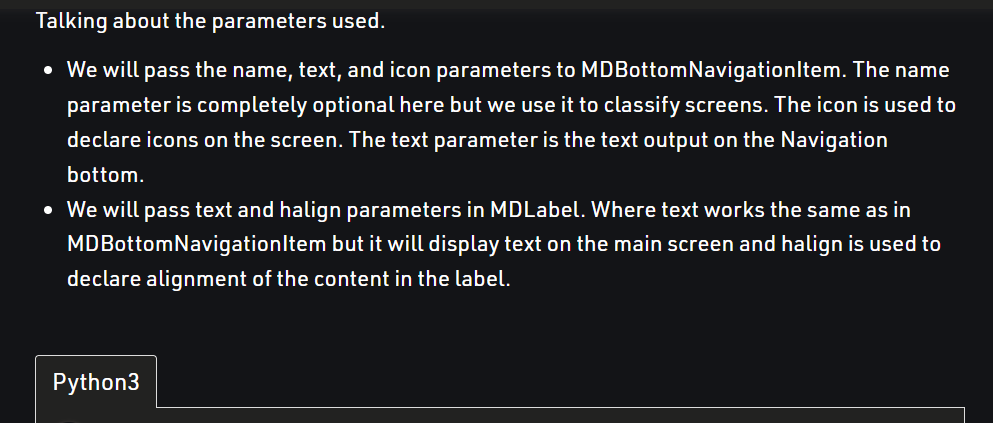 Talking about the parameters used.
• We will pass the name, text, and icon parameters to MDBottomNavigationItem. The name
parameter is completely optional here but we use it to classify screens. The icon is used to
declare icons on the screen. The text parameter is the text output on the Navigation
bottom.
• We will pass text and halign parameters in MDLabel. Where text works the same as in
MDBottomNavigationItem but it will display text on the main screen and halign is used to
declare alignment of the content in the label.
Python3